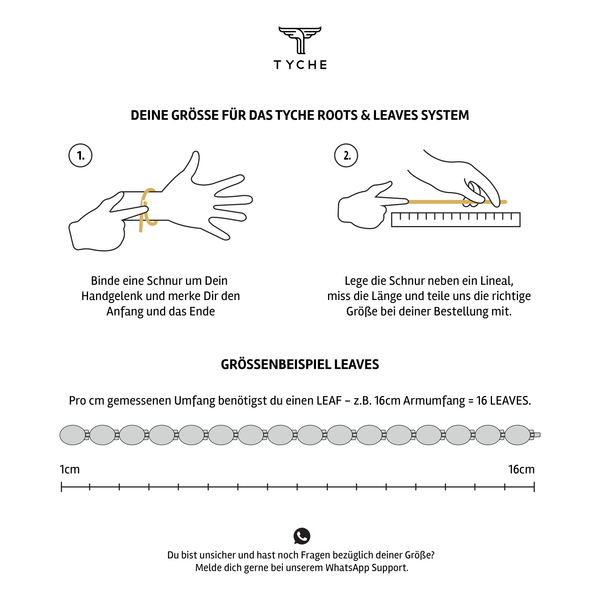 TYCHE
DEINE GRÖSSE FÜR DAS TYCHE ROOTS & LEAVES SYSTEM
1.
Binde eine Schnur um Dein
Handgelenk und merke Dir den
Anfang und das Ende
2.
Lege die Schnur neben ein Lineal,
miss die Länge und teile uns die richtige
Größe bei deiner Bestellung mit.
GRÖSSENBEISPIEL LEAVES
Pro cm gemessenen Umfang benötigst du einen LEAF – z.B. 16cm Armumfang = 16 LEAVES.
1cm
16cm
Du bist unsicher und hast noch Fragen bezüglich deiner Größe?
Melde dich gerne bei unserem WhatsApp Support.